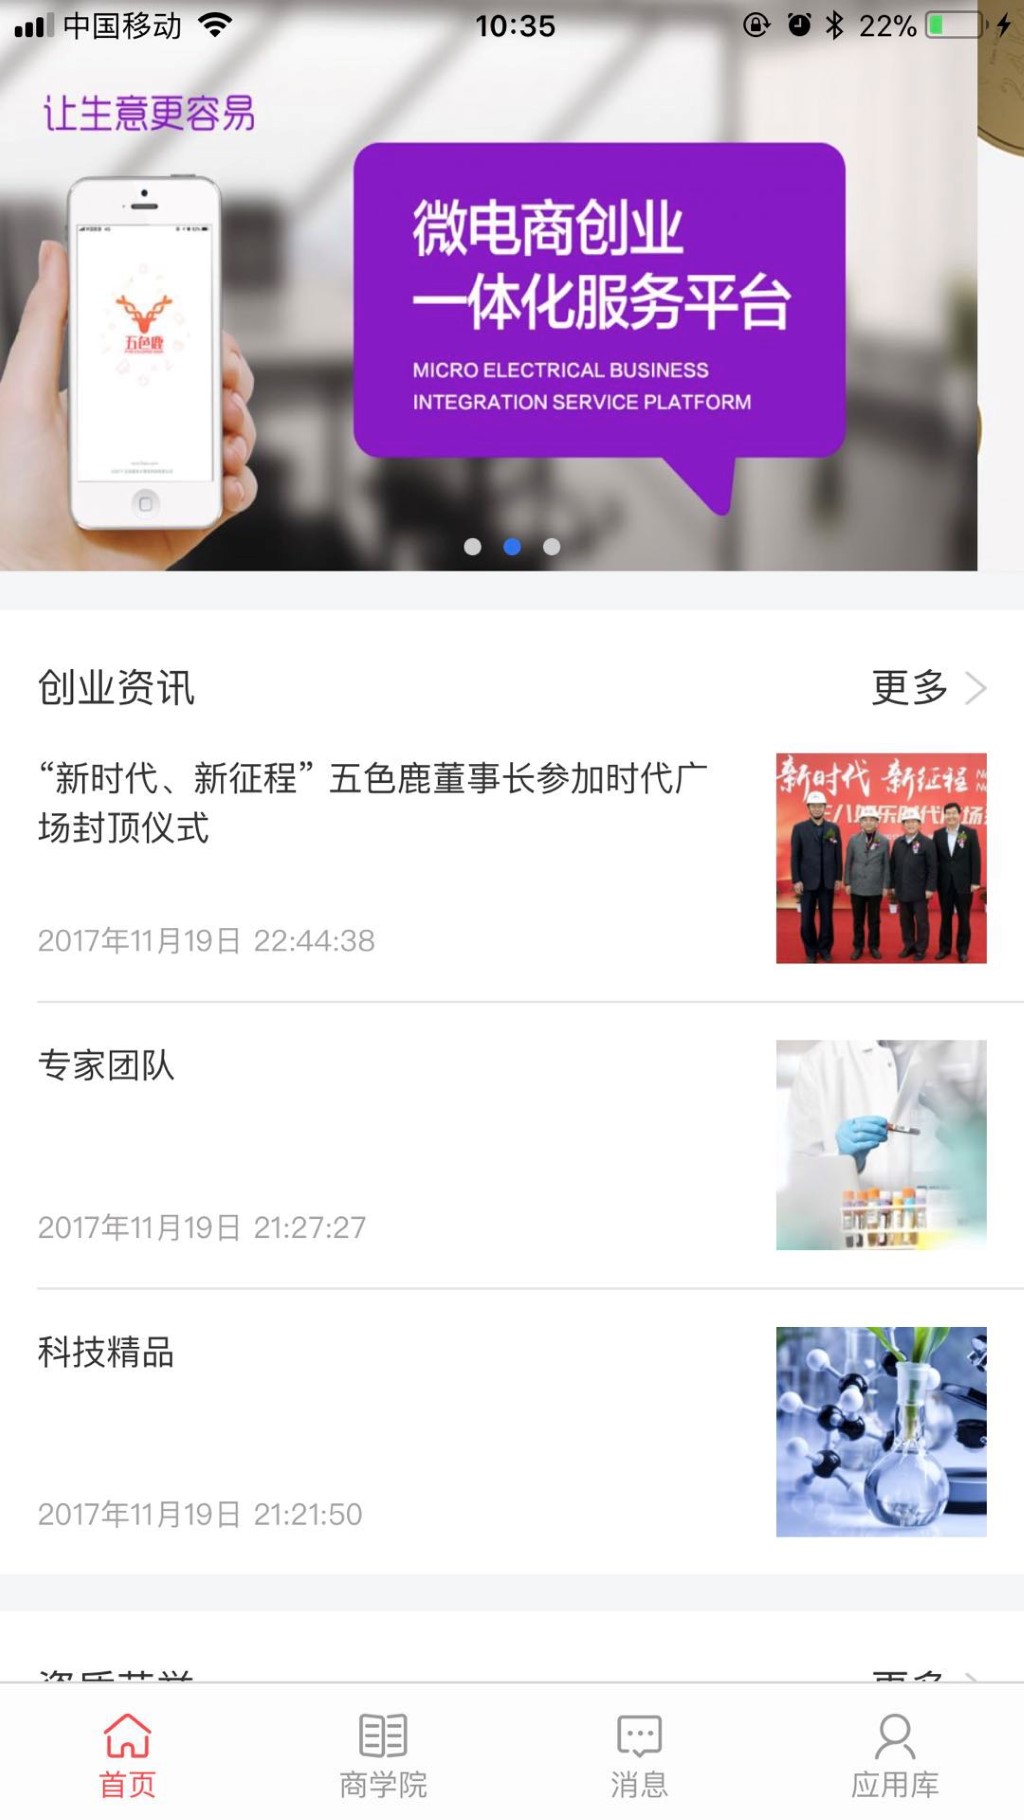 中国移动
10:35
22%
让生意更容易
五色鹿
微电商创业
一体化服务平台
MICRO ELECTRICAL BUSINESS
INTEGRATION SERVICE PLATFORM
创业资讯
更多
“新时代、新征程”五色鹿董事长参加时代广
场封顶仪式
2017年11月19日 22:44:38
新时代 新征程
专家团队
2017年11月19日 21:27:27
科技精品
2017年11月19日 21:21:50
资质荣誉
更多
首页
商学院
消息
应用库